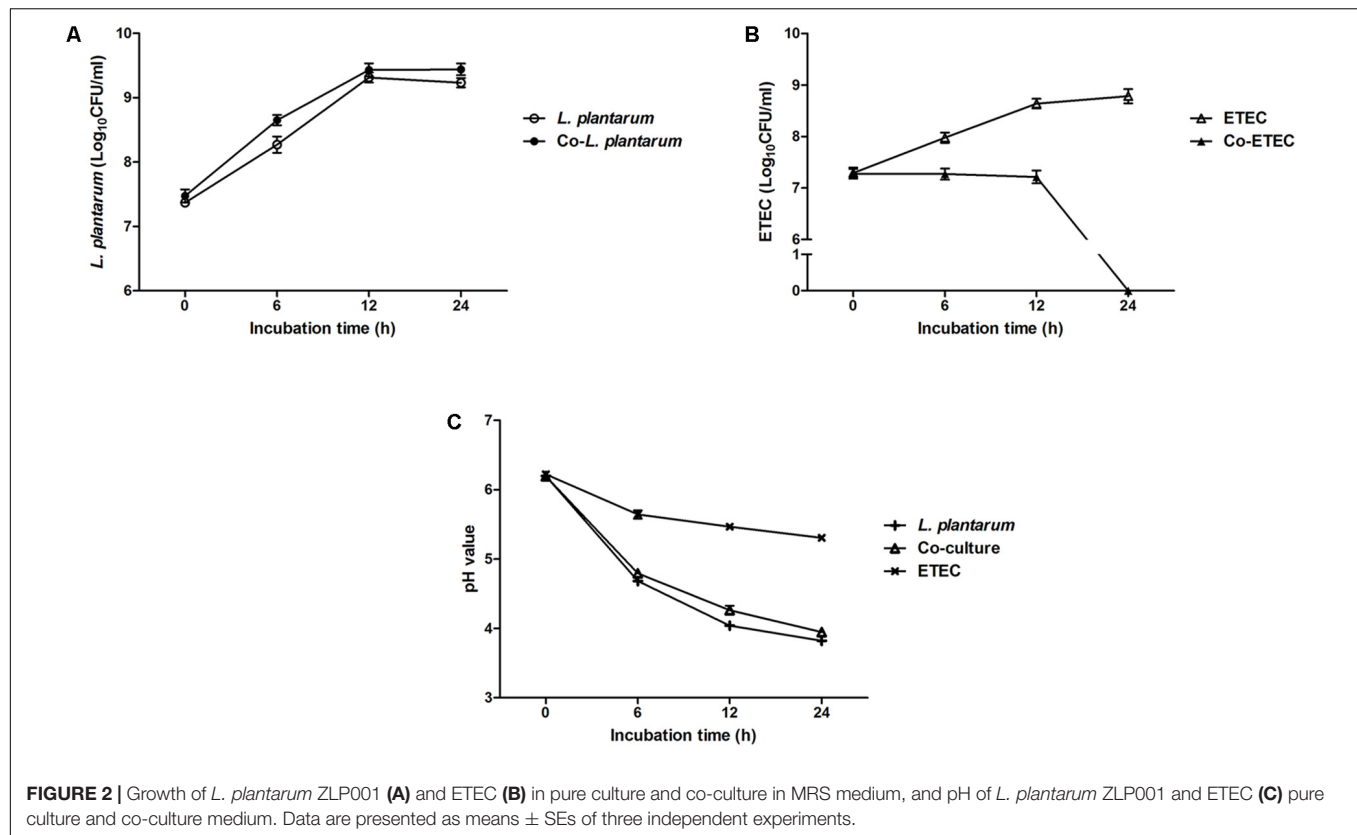 A
10
9
8
7
6
L. plantarum (Log10CFU/ml)
0 6 12 24
Incubation time (h)
L. plantarum
Co-L. plantarum
B
10
9
8
7
6
1
0
ETEC (Log10CFU/ml)
0 6 12 24
Incubation time (h)
ETEC
Co-ETEC
C
7
6
5
4
3
pH value
0 6 12 24
Incubation time (h)
L. plantarum
Co-culture
ETEC
FIGURE 2 | Growth of L. plantarum ZLP001 (A) and ETEC (B) in pure culture and co-culture in MRS medium, and pH of L. plantarum ZLP001 and ETEC (C) pure
culture and co-culture medium. Data are presented as means ± SEs of three independent experiments.